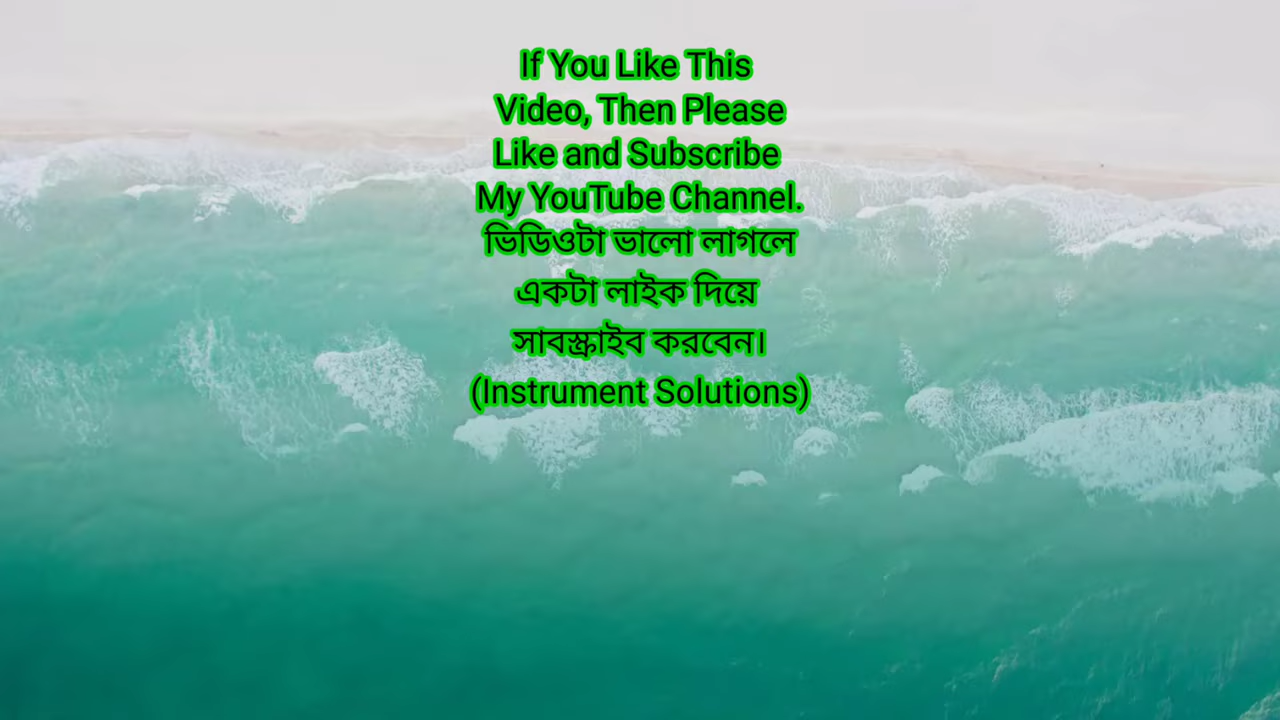 If You Like This
Video, Then Please
Like and Subscribe
My YouTube Channel.
ভিডিওটা ভালো লাগলে
একটা লাইক দিয়ে
সাবস্ক্রাইব করবেন।
(Instrument Solutions)